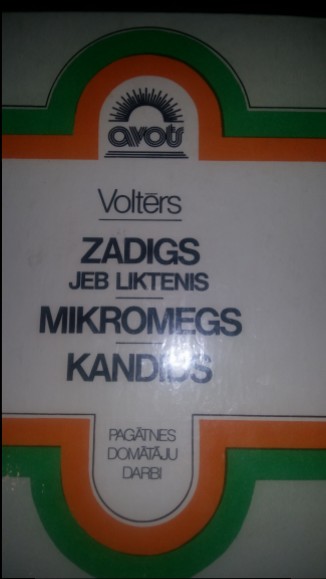 avots
Voltērs
ZADIGS
JEB LIKTENIS
MIKROMEGS
KANDIDS
PAGĀTNES
DOMĀTĀJU
DARBI